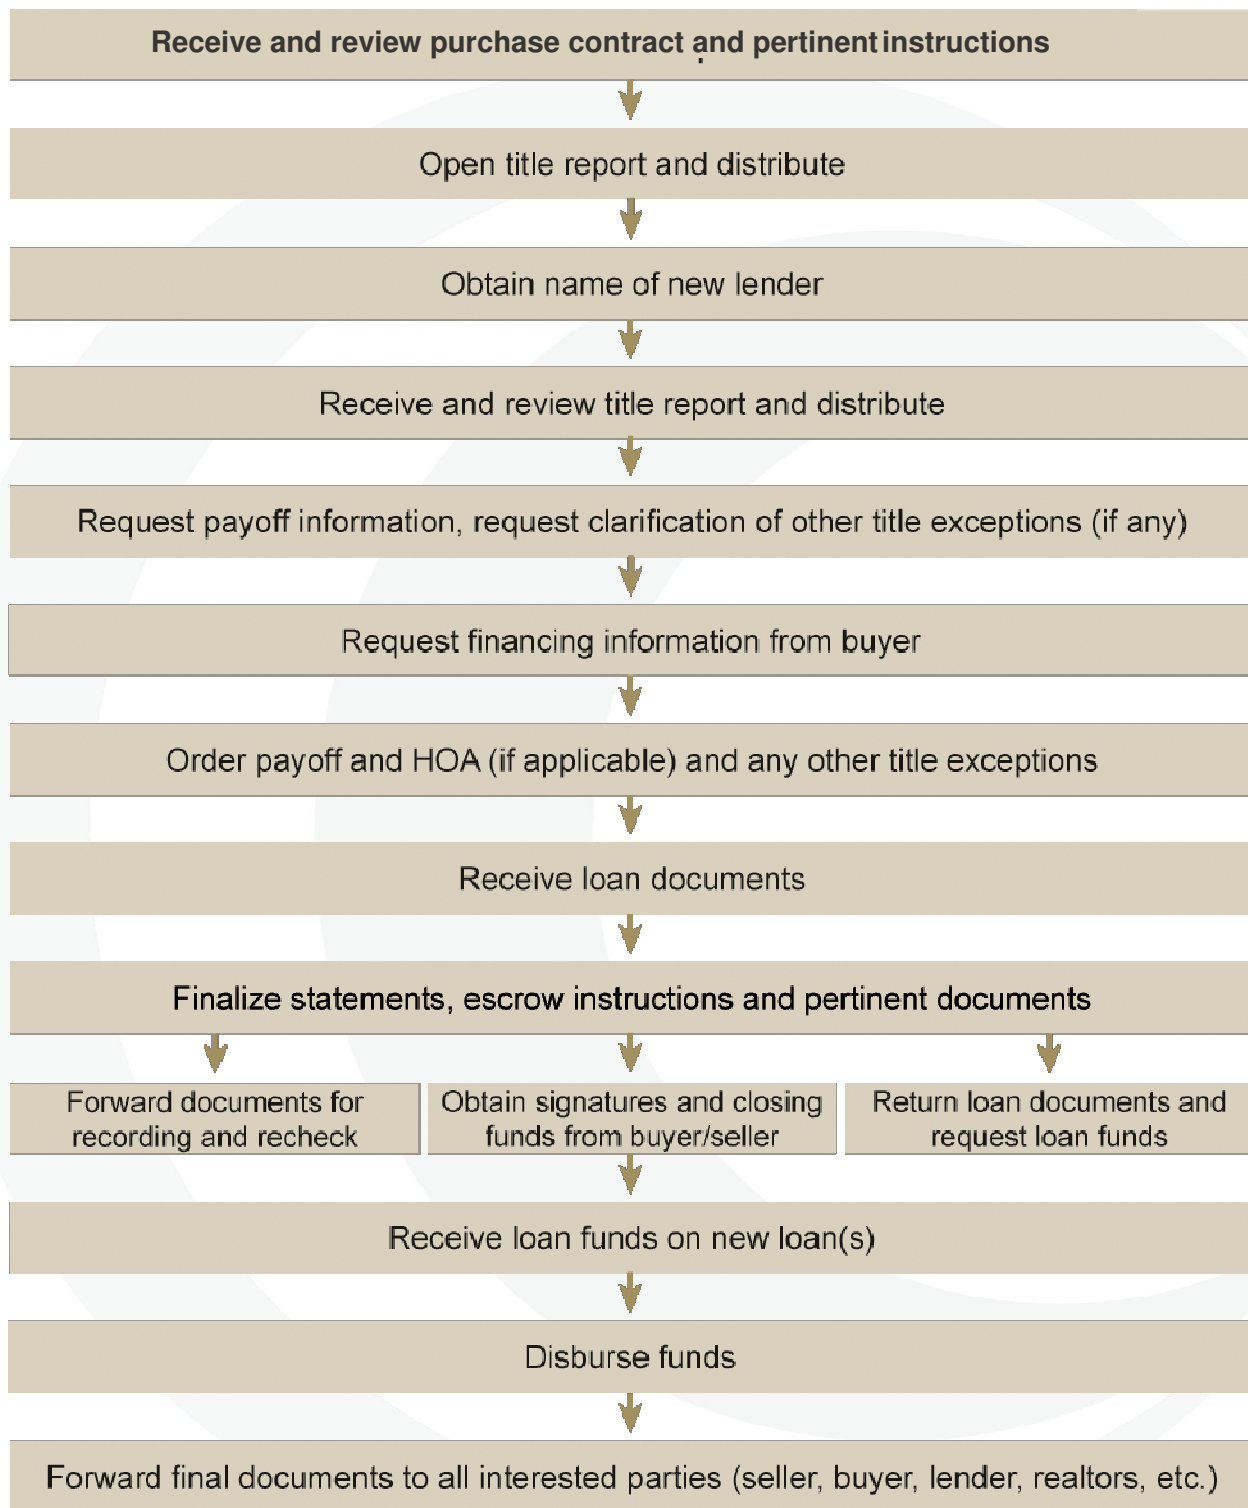 Receive and review purchase contract and pertinent instructions
Open title report and distribute
Obtain name of new lender
Receive and review title report and distribute
Request payoff information, request clarification of other title exceptions (if any)
Request financing information from buyer
Order payoff and HOA (if applicable) and any other title exceptions
Receive loan documents
Finalize statements, escrow instructions and pertinent documents
Forward documents for
recording and recheck
Obtain signatures and closing
funds from buyer/seller
Return loan documents and
request loan funds
Receive loan funds on new loan(s)
Disburse funds
Forward final documents to all interested parties (seller, buyer, lender, realtors, etc.)